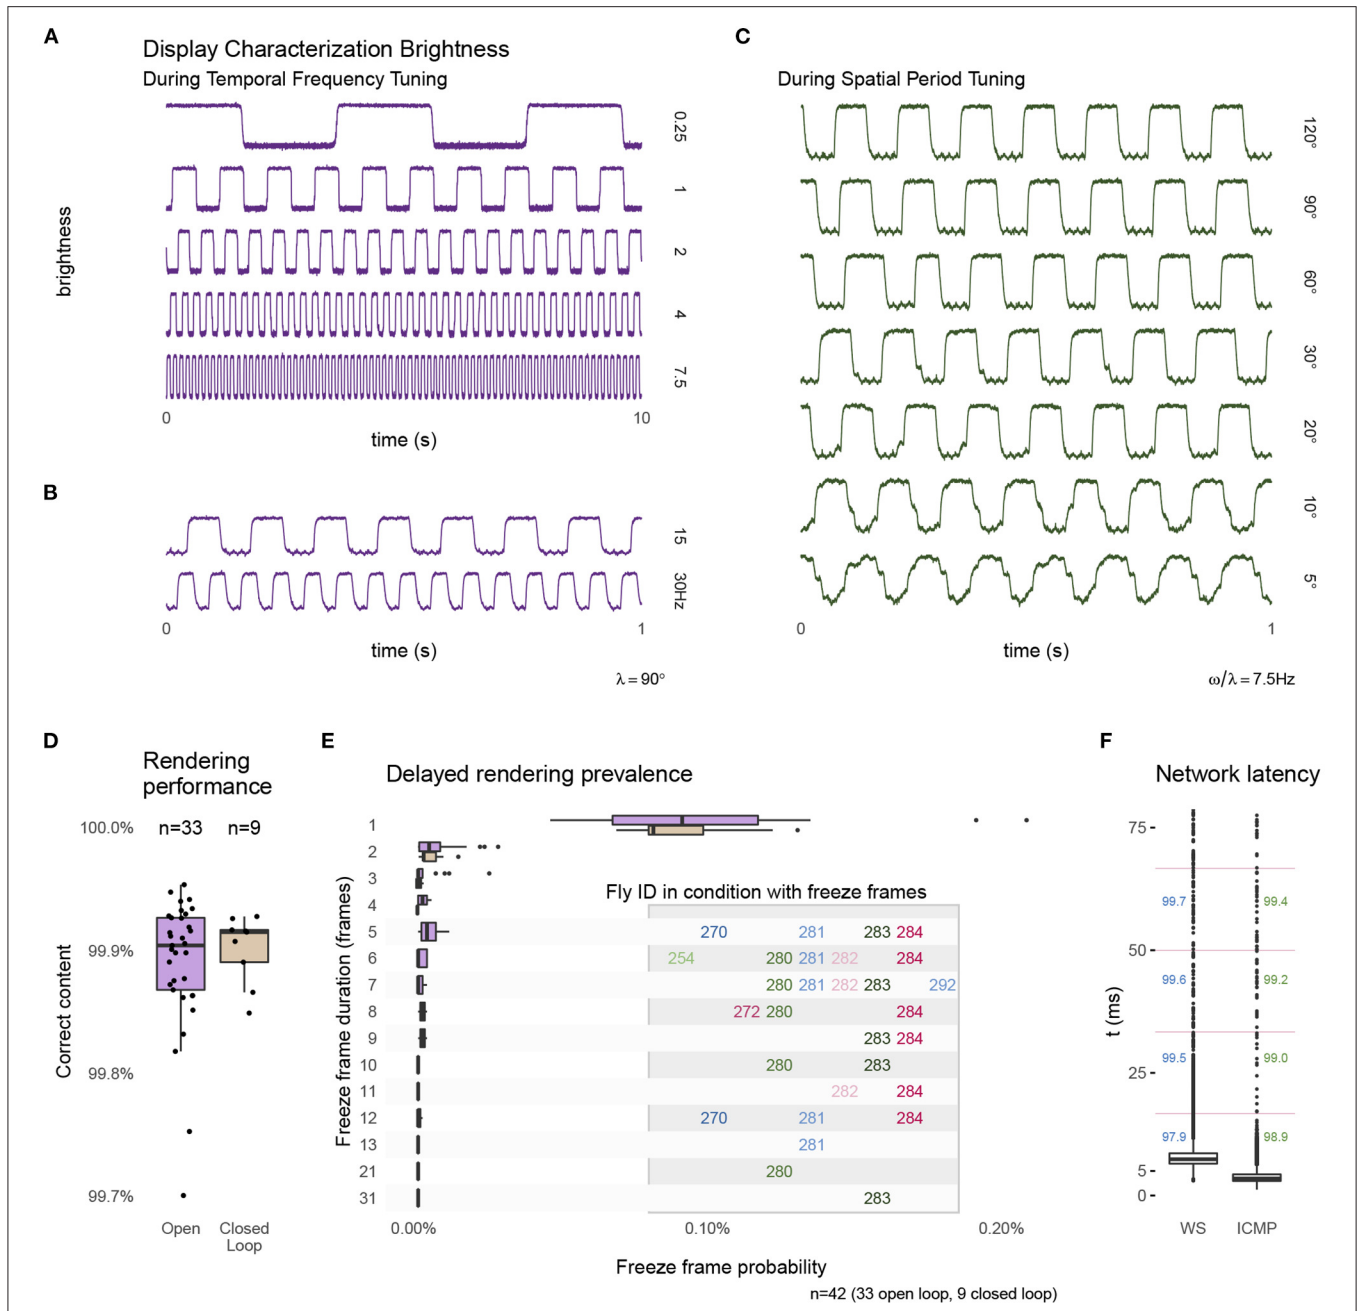 A
Display Characterization Brightness
During Temporal Frequency Tuning
brightness
0.25
1
2
4
7.5
0 10
time (s)
B
15
30Hz
0 1
time (s)
λ = 90°
C
During Spatial Period Tuning
120°
90°
60°
30°
20°
10°
5°
0 1
time (s)
ω/λ = 7.5Hz
D
Rendering
performance
n=33 n=9
Correct content
100.0%
99.9%
99.8%
99.7%
Open Closed
Loop
E
Delayed rendering prevalence
Freeze frame duration (frames)
Fly ID in condition with freeze frames
1
2
3
4
5 270 281 283 284
6 254 280 281 282 284
7 280 281 282 283 292
8 272 280 284
9 283 284
10 280 283
11 282 284
12 270 281 284
13 281
21 280
31 283
0.00% 0.10% 0.20%
Freeze frame probability
n=42 (33 open loop, 9 closed loop)
F
Network latency
t (ms)
75
99.7 99.4
50
99.6 99.2
99.5 99.0
25
97.9 98.9
5
0
WS ICMP